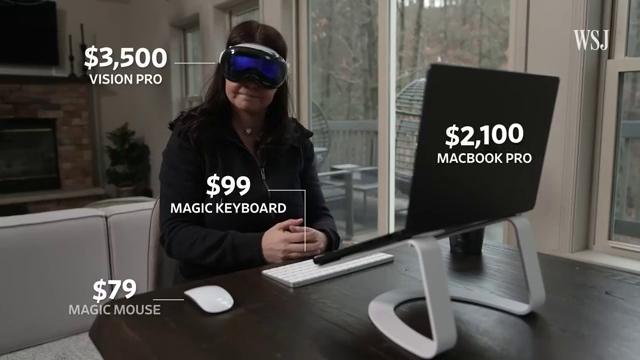 WSJ
$3,500
VISION PRO
$2,100
MACBOOK PRO
$99
MAGIC KEYBOARD
$79
MAGIC MOUSE